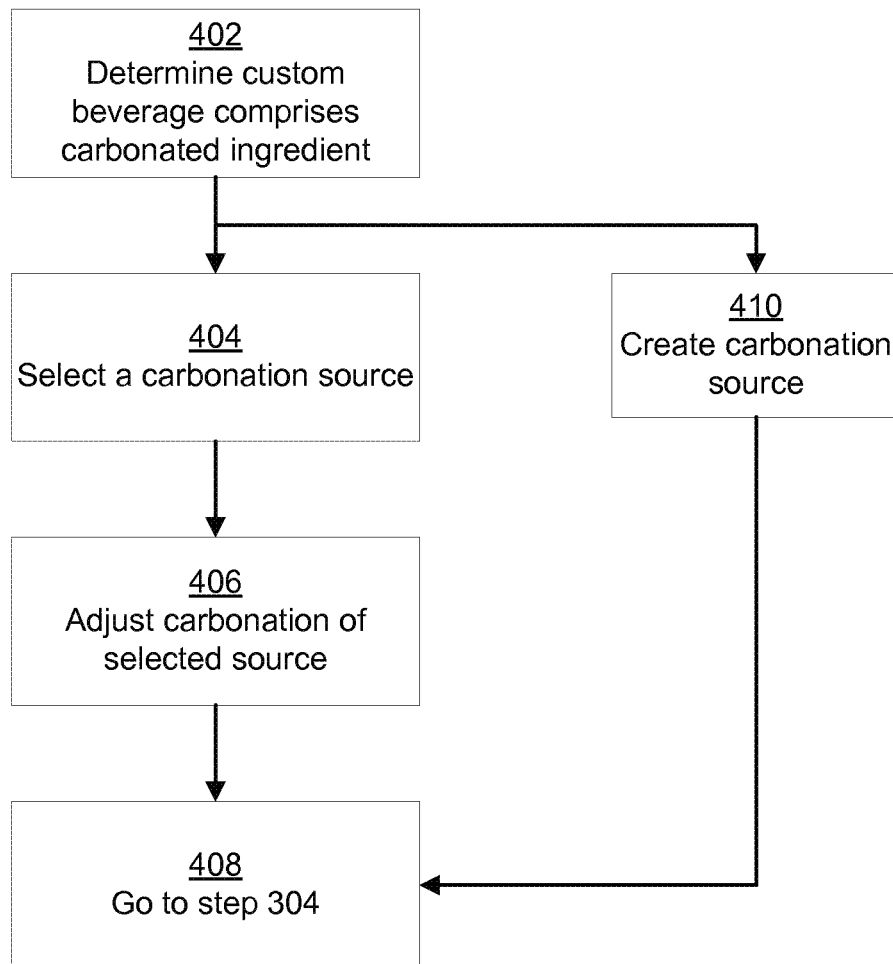 402
Determine custom
beverage comprises
carbonated ingredient
404
Select a carbonation source
410
Create carbonation
source
406
Adjust carbonation of
selected source
408
Go to step 304